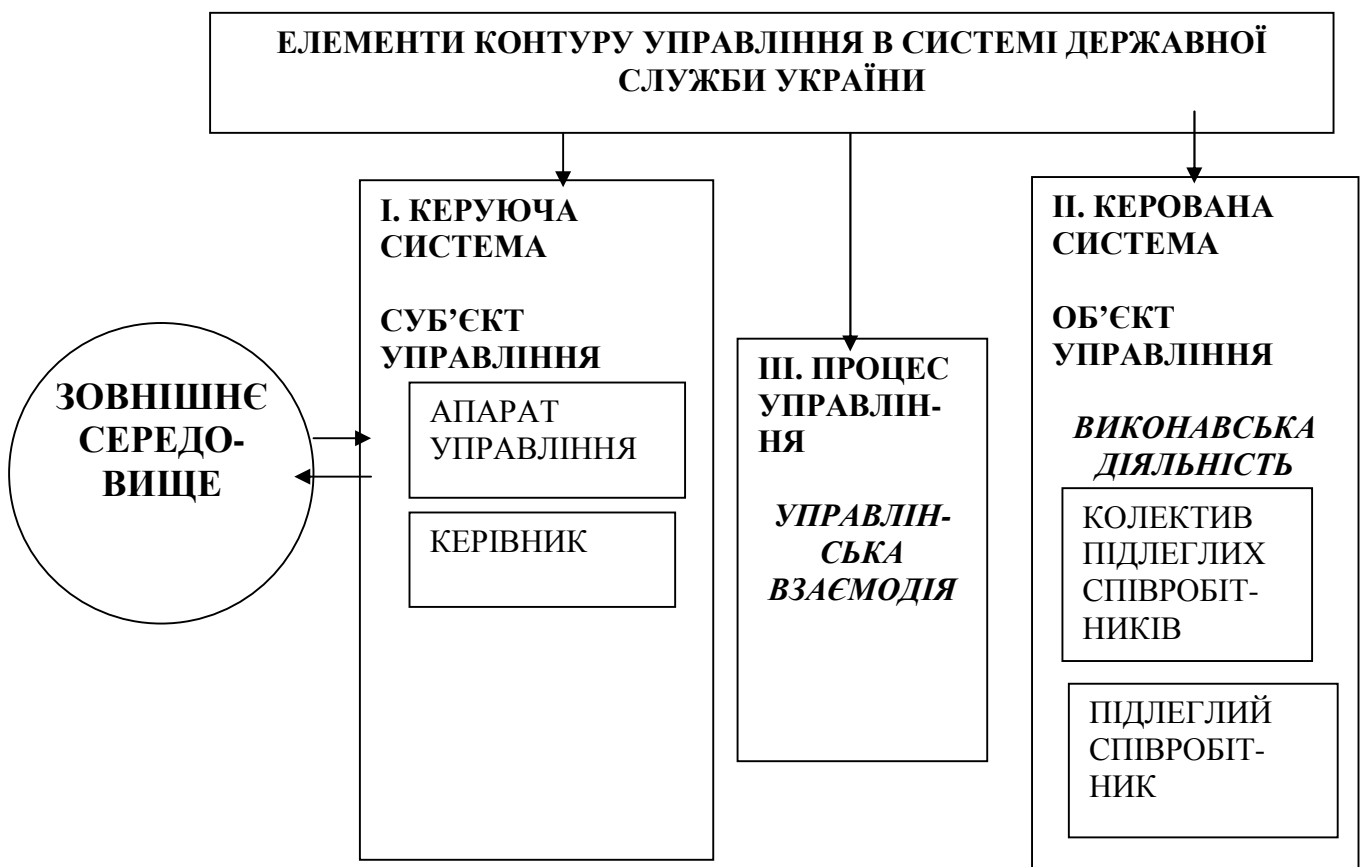 ЕЛЕМЕНТИ КОНТУРУ УПРАВЛІННЯ В СИСТЕМІ ДЕРЖАВНОЇ
СЛУЖБИ УКРАЇНИ
ЗОВНІШНЄ
СЕРЕДО-
ВИЩЕ
І. КЕРУЮЧА
СИСТЕМА
СУБ’ЄКТ
УПРАВЛІННЯ
АПАРАТ
УПРАВЛІННЯ
КЕРІВНИК
ІІІ. ПРОЦЕС
УПРАВЛІН-
НЯ
УПРАВЛІН-
СЬКА
ВЗАЄМОДІЯ
ІІ. КЕРОВАНА
СИСТЕМА
ОБ’ЄКТ
УПРАВЛІННЯ
ВИКОНАВСЬКА
ДІЯЛЬНІСТЬ
КОЛЕКТИВ
ПІДЛЕГЛИХ
СПІВРОБІТ-
НИКІВ
ПІДЛЕГЛИЙ
СПІВРОБІТ-
НИК